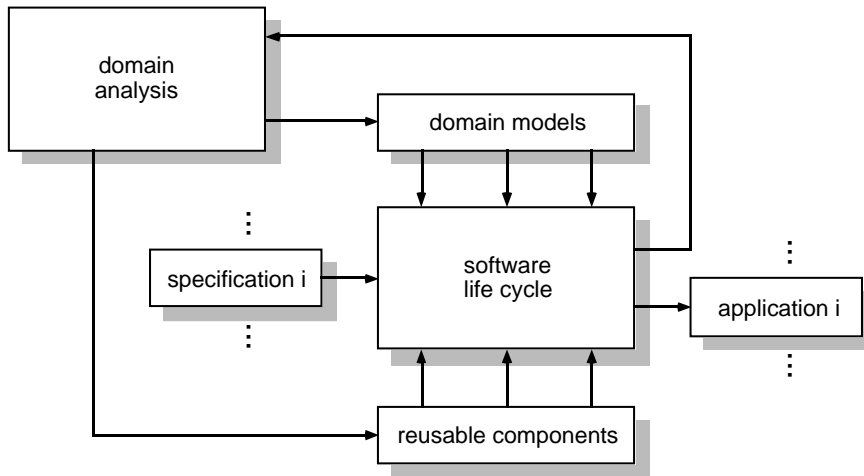 domain
analysis
domain models
specification i
software
life cycle
application i
reusable components